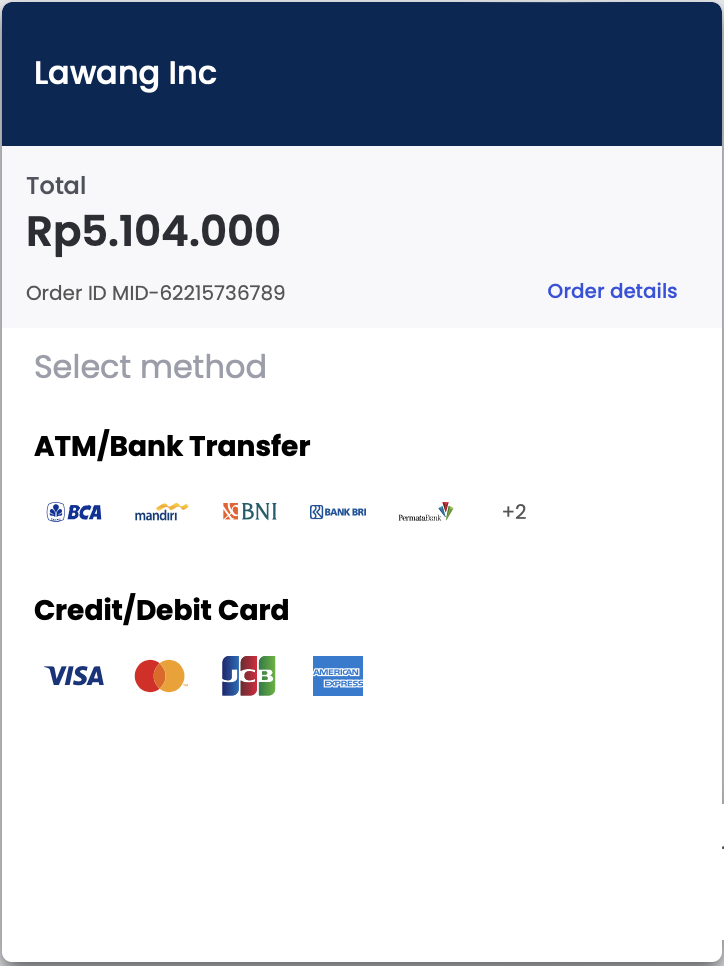 Lawang Inc
Total
Rp5.104.000
Order ID MID-62215736789
Order details
Select method
ATM/Bank Transfer
BCA mandiri BNI BANK BRI PermataBank +2
Credit/Debit Card
VISA JCB AMERICAN EXPRESS